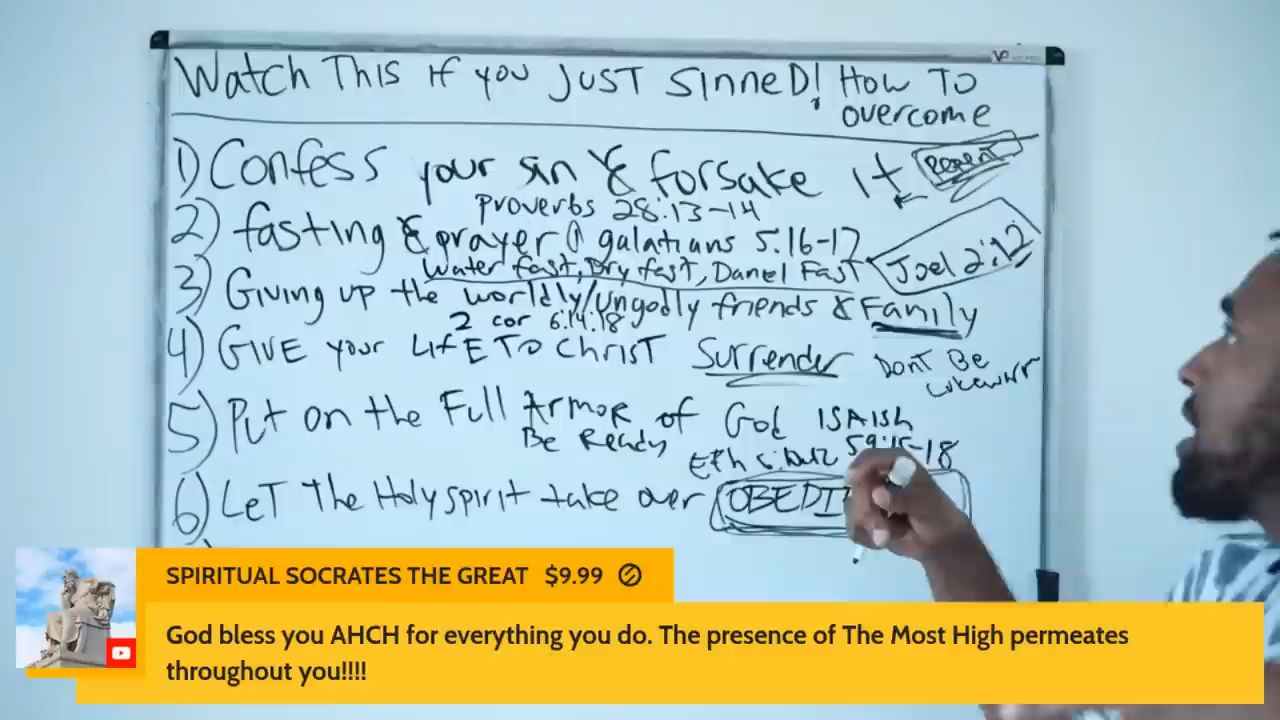 Watch This if you JUST SinneD! How To
overcome
1) Confess your sin & forsake it Repent
Proverbs 28:13-14
2) fasting & prayer galatians 5:16-17
Water fast, Dry fast, Daniel Fast Joel 2:12
3) Giving up the worldly/ungodly friends & Family
2 cor 6:14-18
4) GIVE your LIFE To Christ Surrender Dont Be
5) Put on the Full Armor of God
Be Ready 59:15-18
6) LeT The Holyspirit take over OBEDI
SPIRITUAL SOCRATES THE GREAT $9.99
God bless you AHCH for everything you do. The presence of The Most High permeates
throughout you!!!!